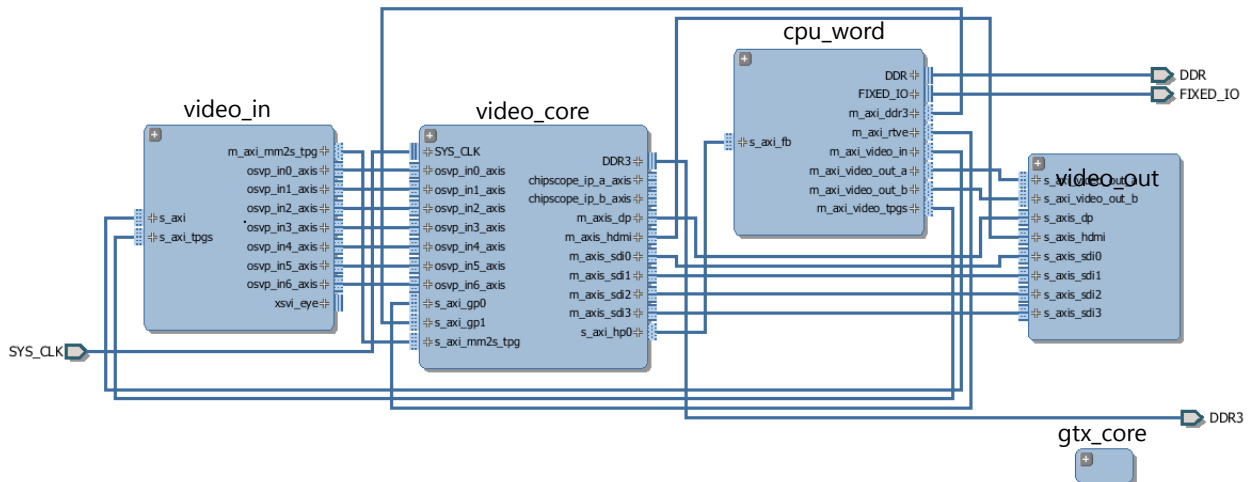 video_in
m_axi_mm2s_tpg
osvp_in0_axis
osvp_in1_axis
osvp_in2_axis
osvp_in3_axis
osvp_in4_axis
osvp_in5_axis
osvp_in6_axis
xsvi_eye
s_axi
s_axi_tpgs
SYS_CLK
video_core
SYS_CLK
osvp_in0_axis
osvp_in1_axis
osvp_in2_axis
osvp_in3_axis
osvp_in4_axis
osvp_in5_axis
osvp_in6_axis
s_axi_gp0
s_axi_gp1
s_axi_mm2s_tpg
DDR3
chipscope_ip_a_axis
chipscope_ip_b_axis
m_axis_dp
m_axis_hdmi
m_axis_sdi0
m_axis_sdi1
m_axis_sdi2
m_axis_sdi3
s_axi_hp0
cpu_word
s_axi_fb
DDR
FIXED_IO
m_axi_ddr3
m_axi_rtve
m_axi_video_in
m_axi_video_out_a
m_axi_video_out_b
m_axi_video_tpgs
DDR
FIXED_IO
video_out
s_axi_video_out_b
s_axis_dp
s_axis_hdmi
s_axis_sdi0
s_axis_sdi1
s_axis_sdi2
s_axis_sdi3
DDR3
gtx_core